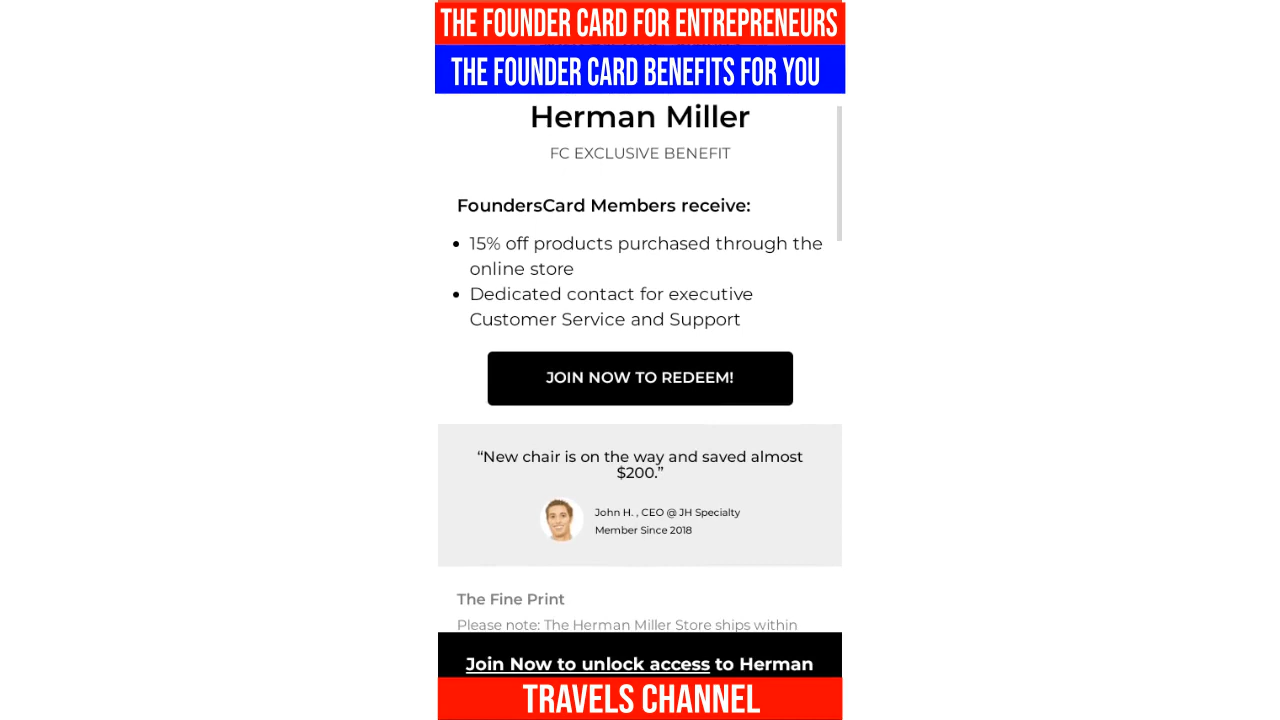 THE FOUNDER CARD FOR ENTREPRENEURS
THE FOUNDER CARD BENEFITS FOR YOU
Herman Miller
FC EXCLUSIVE BENEFIT
FoundersCard Members receive:
• 15% off products purchased through the
online store
• Dedicated contact for executive
Customer Service and Support
JOIN NOW TO REDEEM!
“New chair is on the way and saved almost
$200.”
John H. , CEO @ JH Specialty
Member Since 2018
The Fine Print
Please note: The Herman Miller Store ships within
Join Now to unlock access to Herman
TRAVELS CHANNEL